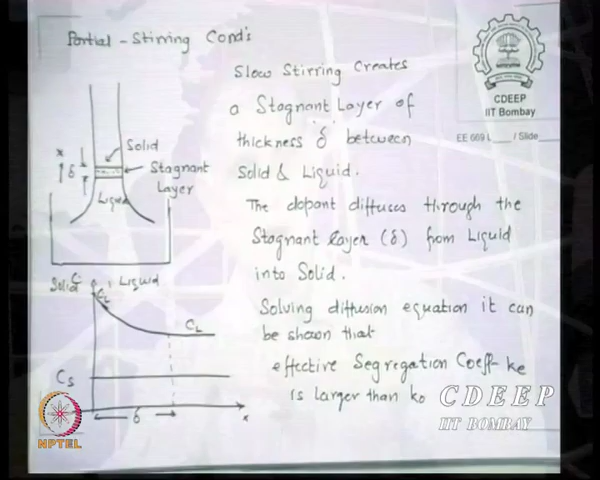 Partial - Stirring Cond's
Slow Stirring Creates
a Stagnant Layer of
thickness δ between
Solid & Liquid.
The dopant diffuses through the
Stagnant layer (δ) from Liquid
into Solid.
Solving diffusion equation it can
be shown that
effective Segregation Coeff- ke
is larger than ko
Solid
Stagnant
Layer
Liquid
x
δ
Solid
C
Liquid
CL
CL
Cs
δ
x
CDEEP
IIT Bombay
EE 669 L / Slide
NPTEL
CDEEP
IIT BOMBAY